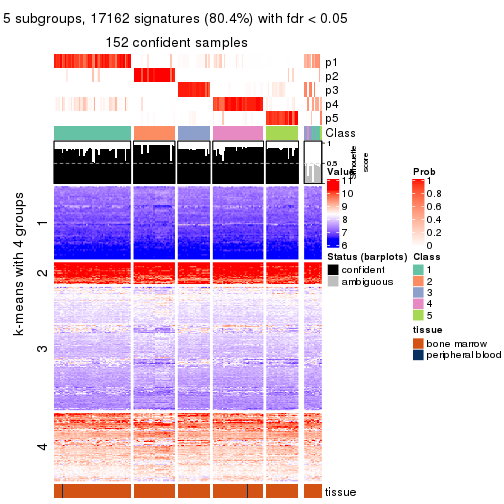 5 subgroups, 17162 signatures (80.4%) with fdr < 0.05
152 confident samples
p1
p2
p3
p4
p5
Class
1
0.5
Silhouette
score
k-means with 4 groups
1
2
3
4
tissue
Value
11
10
9
8
7
6
Status (barplots)
confident
ambiguous
Prob
1
0.8
0.6
0.4
0.2
0
Class
1
2
3
4
5
tissue
bone marrow
peripheral blood